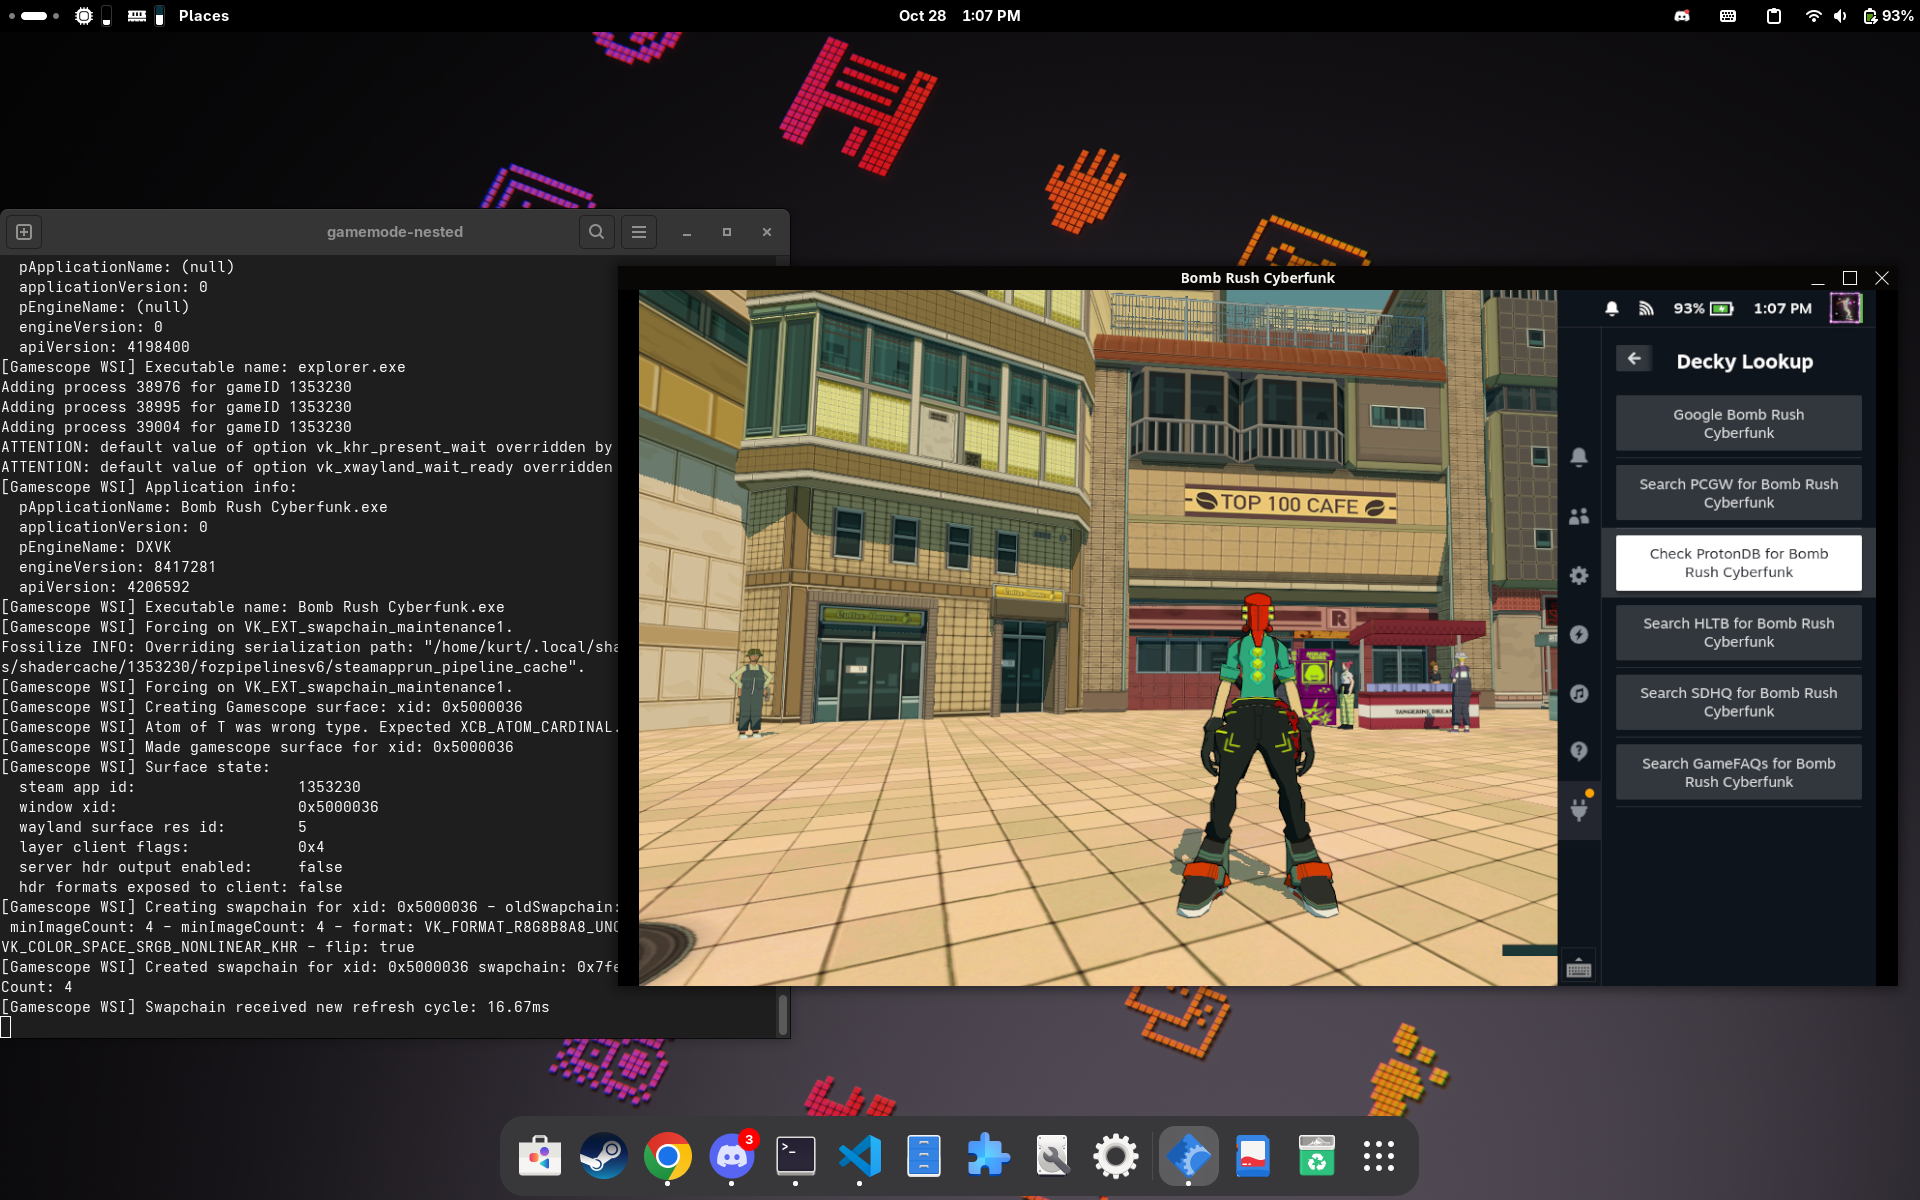 Places
Oct 28 1:07 PM
93%
gamemode-nested
pApplicationName: (null)
applicationVersion: 0
pEngineName: (null)
engineVersion: 0
apiVersion: 4198400
[Gamescope WSI] Executable name: explorer.exe
Adding process 38976 for gameID 1353230
Adding process 38995 for gameID 1353230
Adding process 39004 for gameID 1353230
ATTENTION: default value of option vk_khr_present_wait overridden by
ATTENTION: default value of option vk_xwayland_wait_ready overridden
[Gamescope WSI] Application info:
pApplicationName: Bomb Rush Cyberfunk.exe
applicationVersion: 0
pEngineName: DXVK
engineVersion: 8417281
apiVersion: 4206592
[Gamescope WSI] Executable name: Bomb Rush Cyberfunk.exe
[Gamescope WSI] Forcing on VK_EXT_swapchain_maintenance1.
Fossilize INFO: Overriding serialization path: "/home/kurt/.local/sha
s/shadercache/1353230/fozpipelinesv6/steamapprun_pipeline_cache".
[Gamescope WSI] Forcing on VK_EXT_swapchain_maintenance1.
[Gamescope WSI] Creating Gamescope surface: xid: 0x5000036
[Gamescope WSI] Atom of T was wrong type. Expected XCB_ATOM_CARDINAL.
[Gamescope WSI] Made gamescope surface for xid: 0x5000036
[Gamescope WSI] Surface state:
steam app id: 1353230
window xid: 0x5000036
wayland surface res id: 5
layer client flags: 0x4
server hdr output enabled: false
hdr formats exposed to client: false
[Gamescope WSI] Creating swapchain for xid: 0x5000036 - oldSwapchain:
minImageCount: 4 - minImageCount: 4 - format: VK_FORMAT_R8G8B8A8_UNO
VK_COLOR_SPACE_SRGB_NONLINEAR_KHR - flip: true
[Gamescope WSI] Created swapchain for xid: 0x5000036 swapchain: 0x7fe
Count: 4
[Gamescope WSI] Swapchain received new refresh cycle: 16.67ms
Bomb Rush Cyberfunk
TOP 100 CAFE
R
TANGERINE DREAM
93% 1:07 PM
Decky Lookup
Google Bomb Rush
Cyberfunk
Search PCGW for Bomb Rush
Cyberfunk
Check ProtonDB for Bomb
Rush Cyberfunk
Search HLTB for Bomb Rush
Cyberfunk
Search SDHQ for Bomb Rush
Cyberfunk
Search GameFAQs for Bomb
Rush Cyberfunk
3